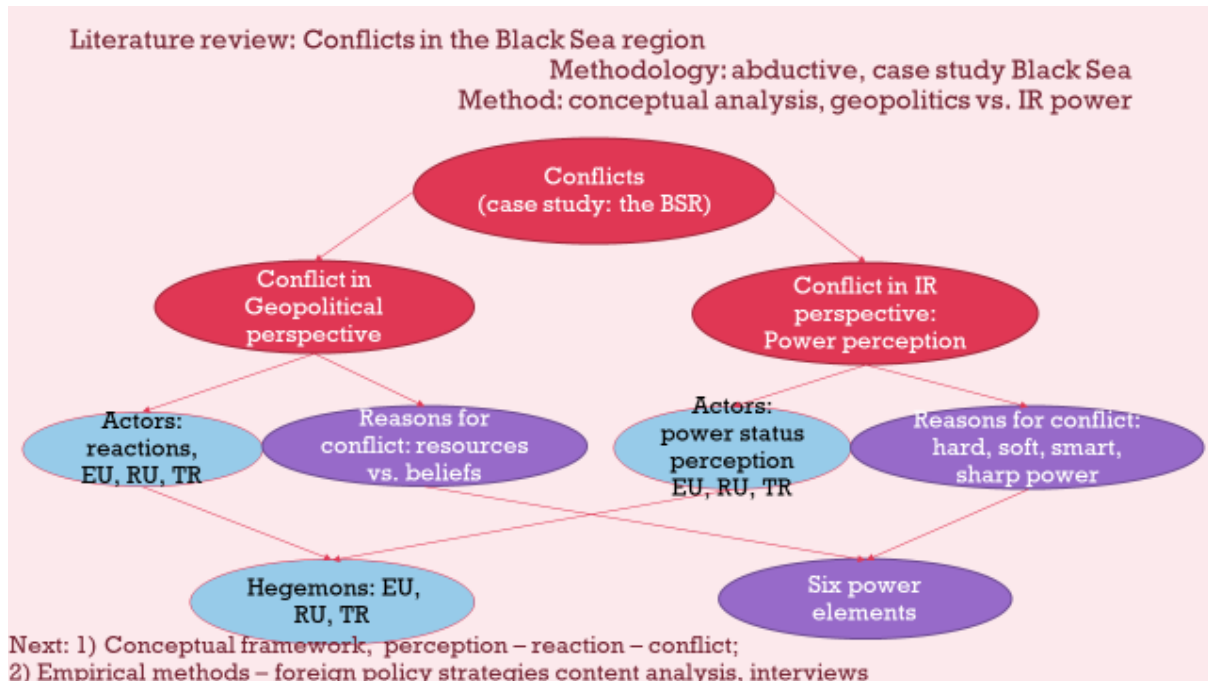 Literature review: Conflicts in the Black Sea region
Methodology: abductive, case study Black Sea
Method: conceptual analysis, geopolitics vs. IR power
Conflicts
(case study: the BSR)
Conflict in
Geopolitical
perspective
Conflict in IR
perspective:
Power perception
Actors:
reactions,
EU, RU, TR
Reasons for
conflict: resources
vs. beliefs
Actors:
power status
perception
EU, RU, TR
Reasons for conflict:
hard, soft, smart,
sharp power
Hegemons: EU,
RU, TR
Six power
elements
Next: 1) Conceptual framework, perception – reaction – conflict;
2) Empirical methods – foreign policy strategies content analysis, interviews